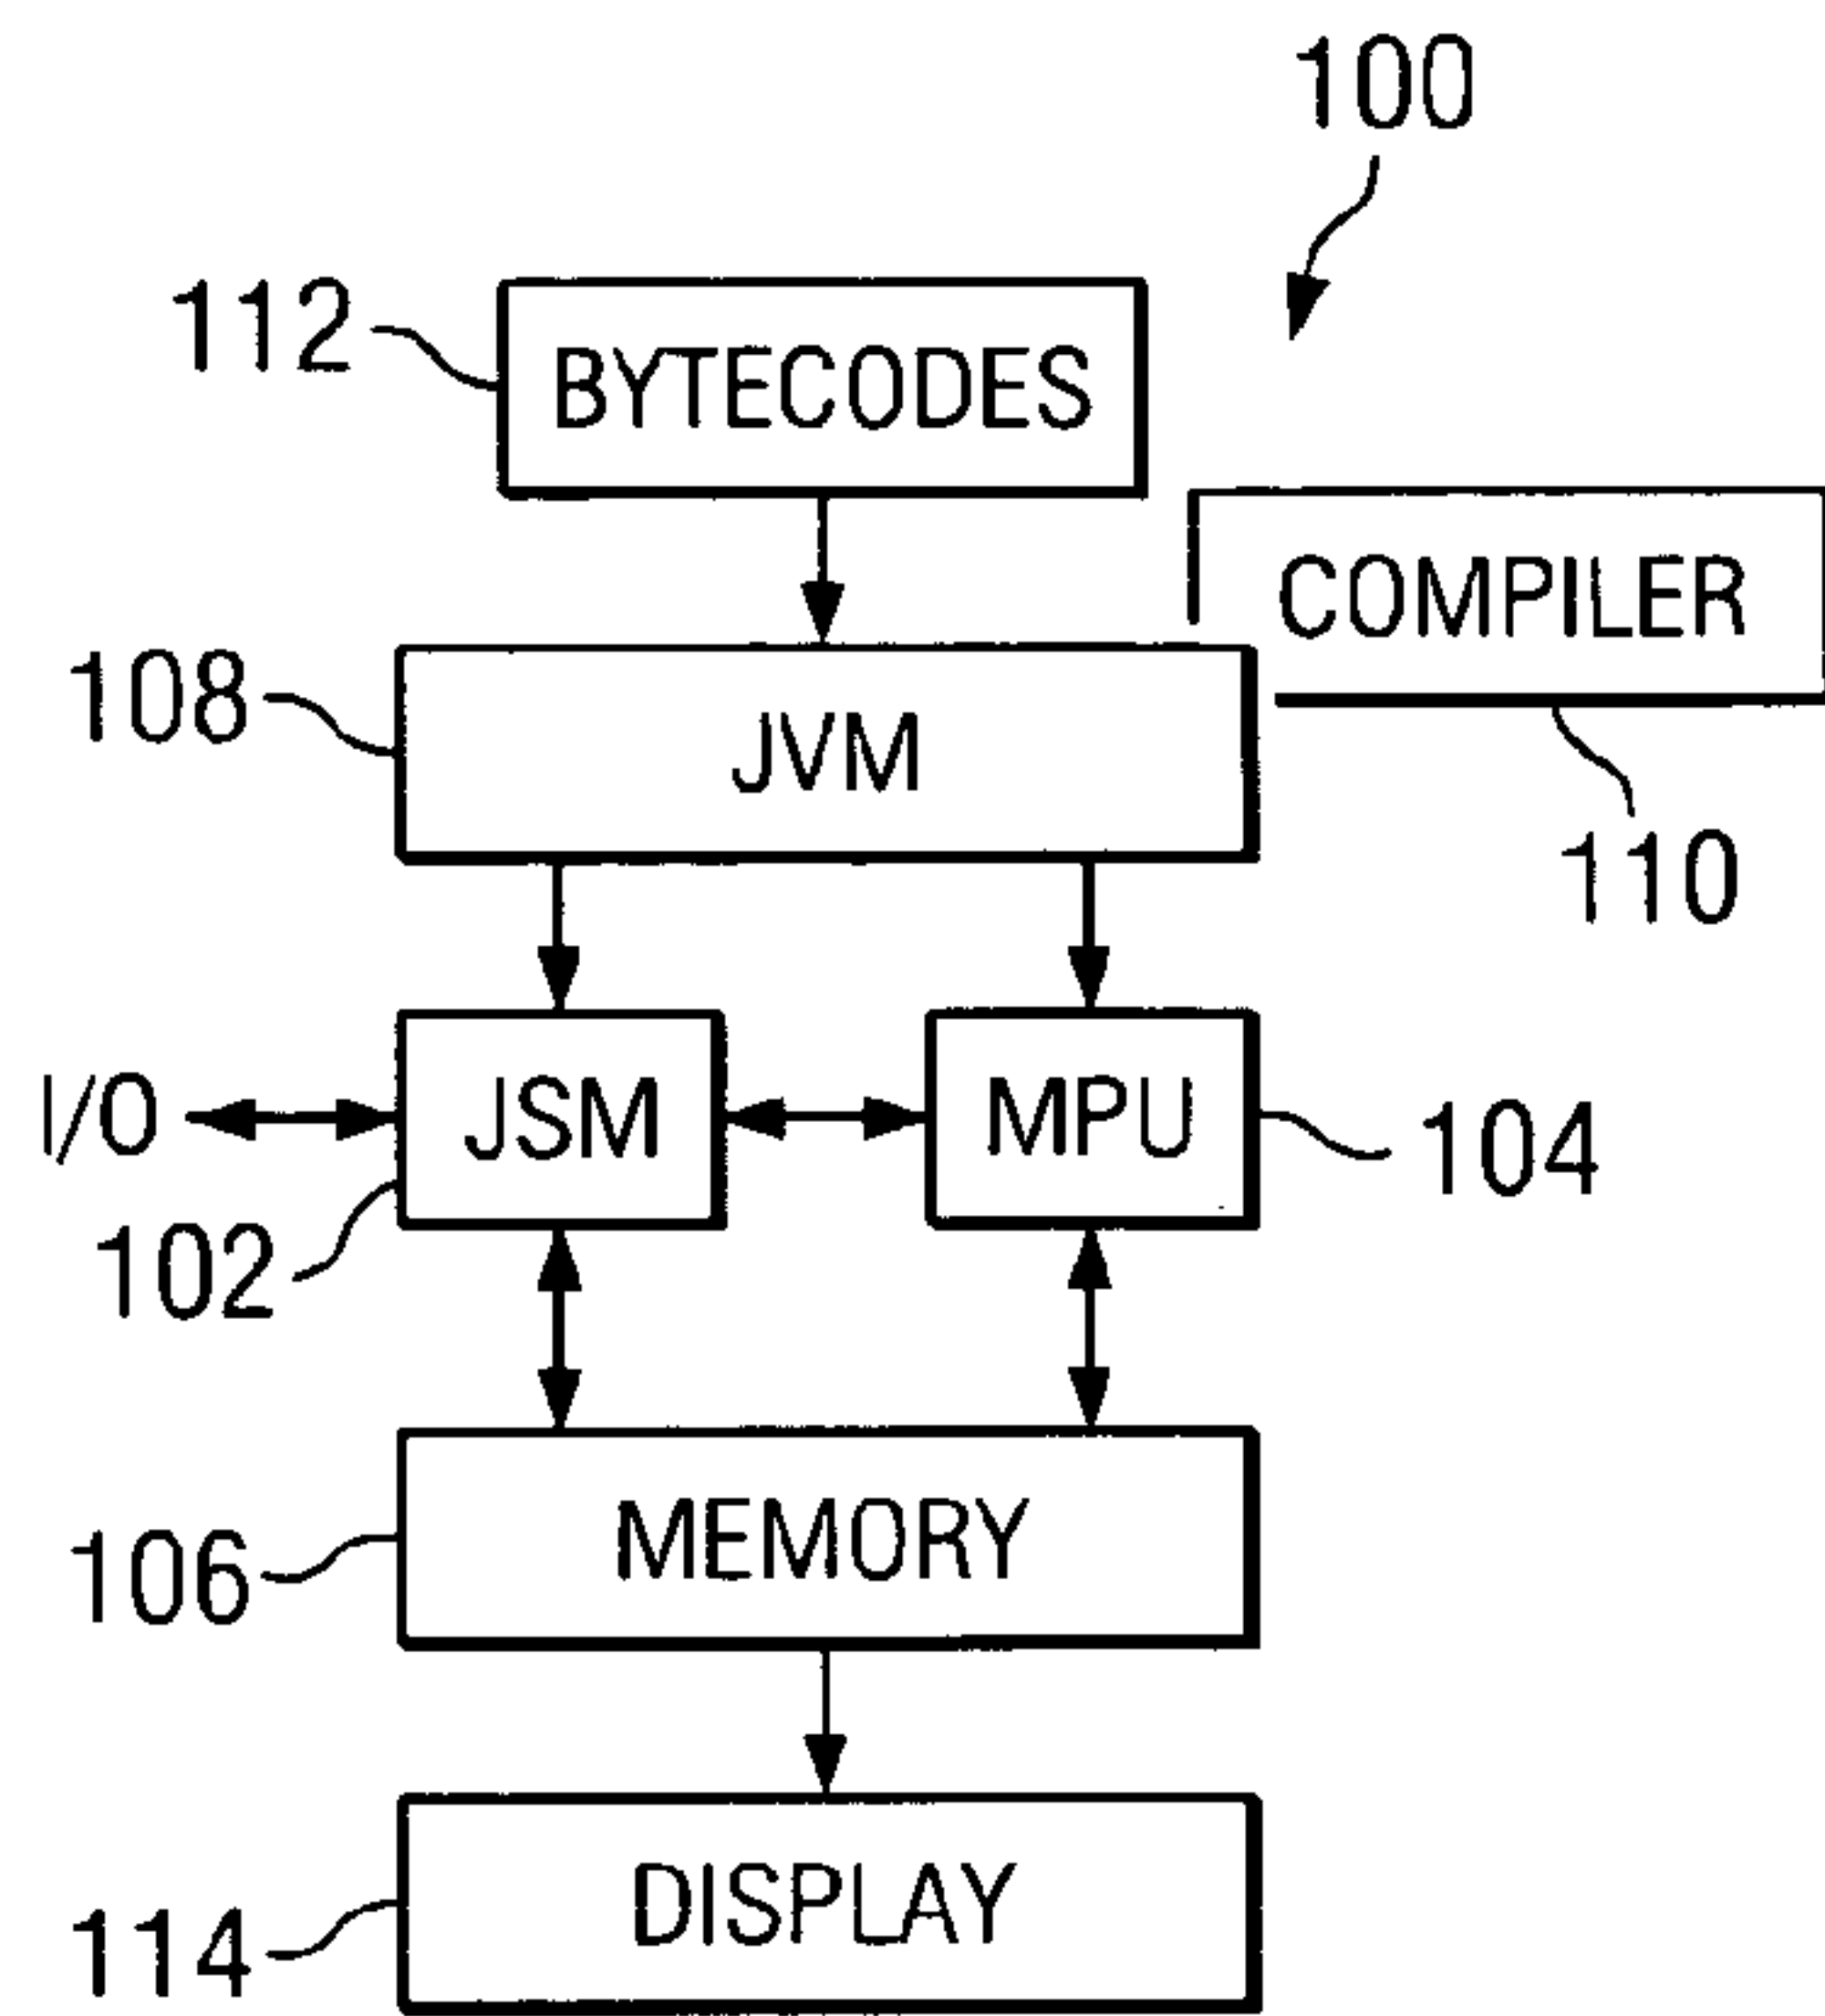 100
112
BYTECODES
COMPILER
108
JVM
110
I/O
JSM
MPU
104
102
MEMORY
106
DISPLAY
114